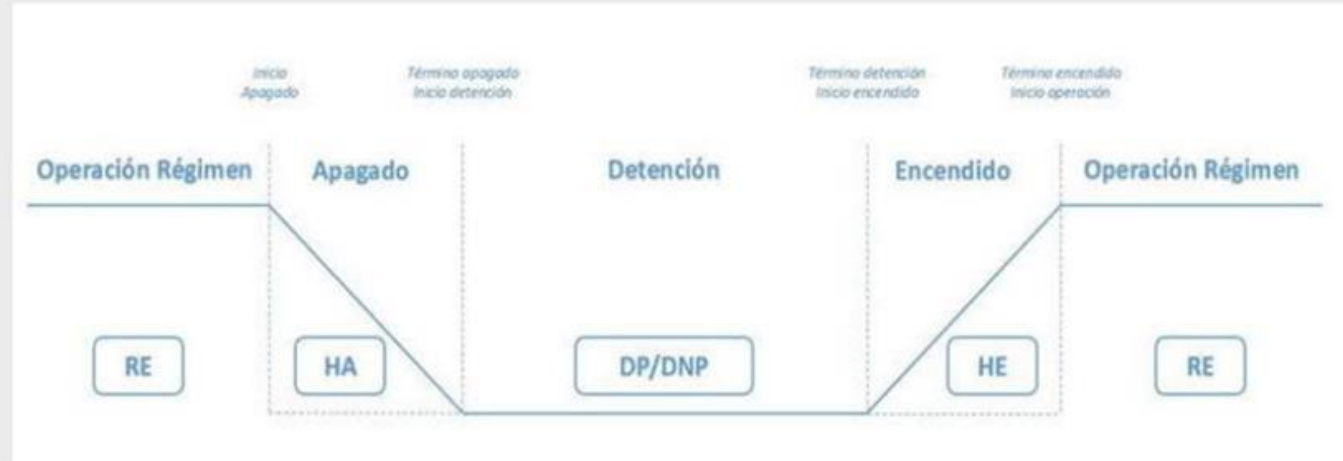 Inicio
Apagado
Término apagado
Inicio detención
Término detención
Inicio encendido
Término encendido
Inicio operación
Operación Régimen
Apagado
Detención
Encendido
Operación Régimen
RE
HA
DP/DNP
HE
RE